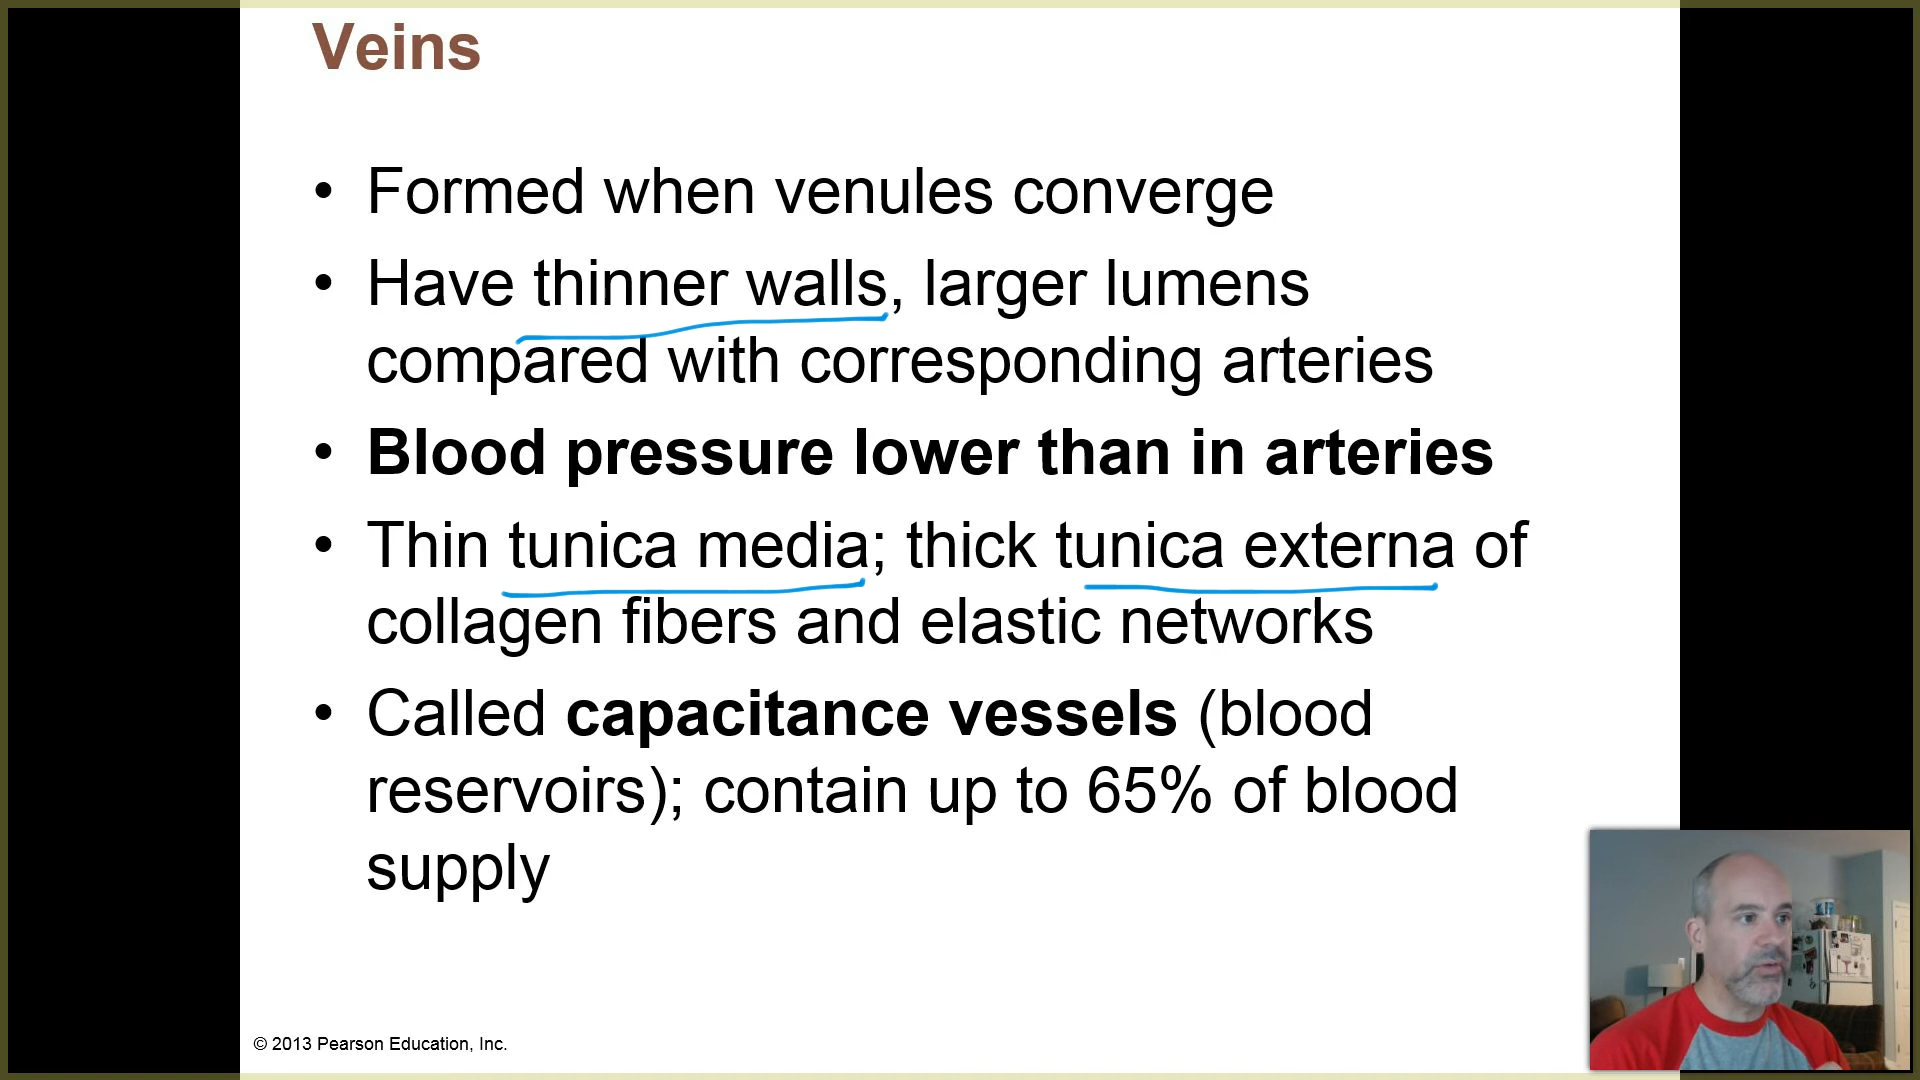 Veins
• Formed when venules converge
• Have thinner walls, larger lumens
compared with corresponding arteries
• Blood pressure lower than in arteries
• Thin tunica media; thick tunica externa of
collagen fibers and elastic networks
• Called capacitance vessels (blood
reservoirs); contain up to 65% of blood
supply
© 2013 Pearson Education, Inc.